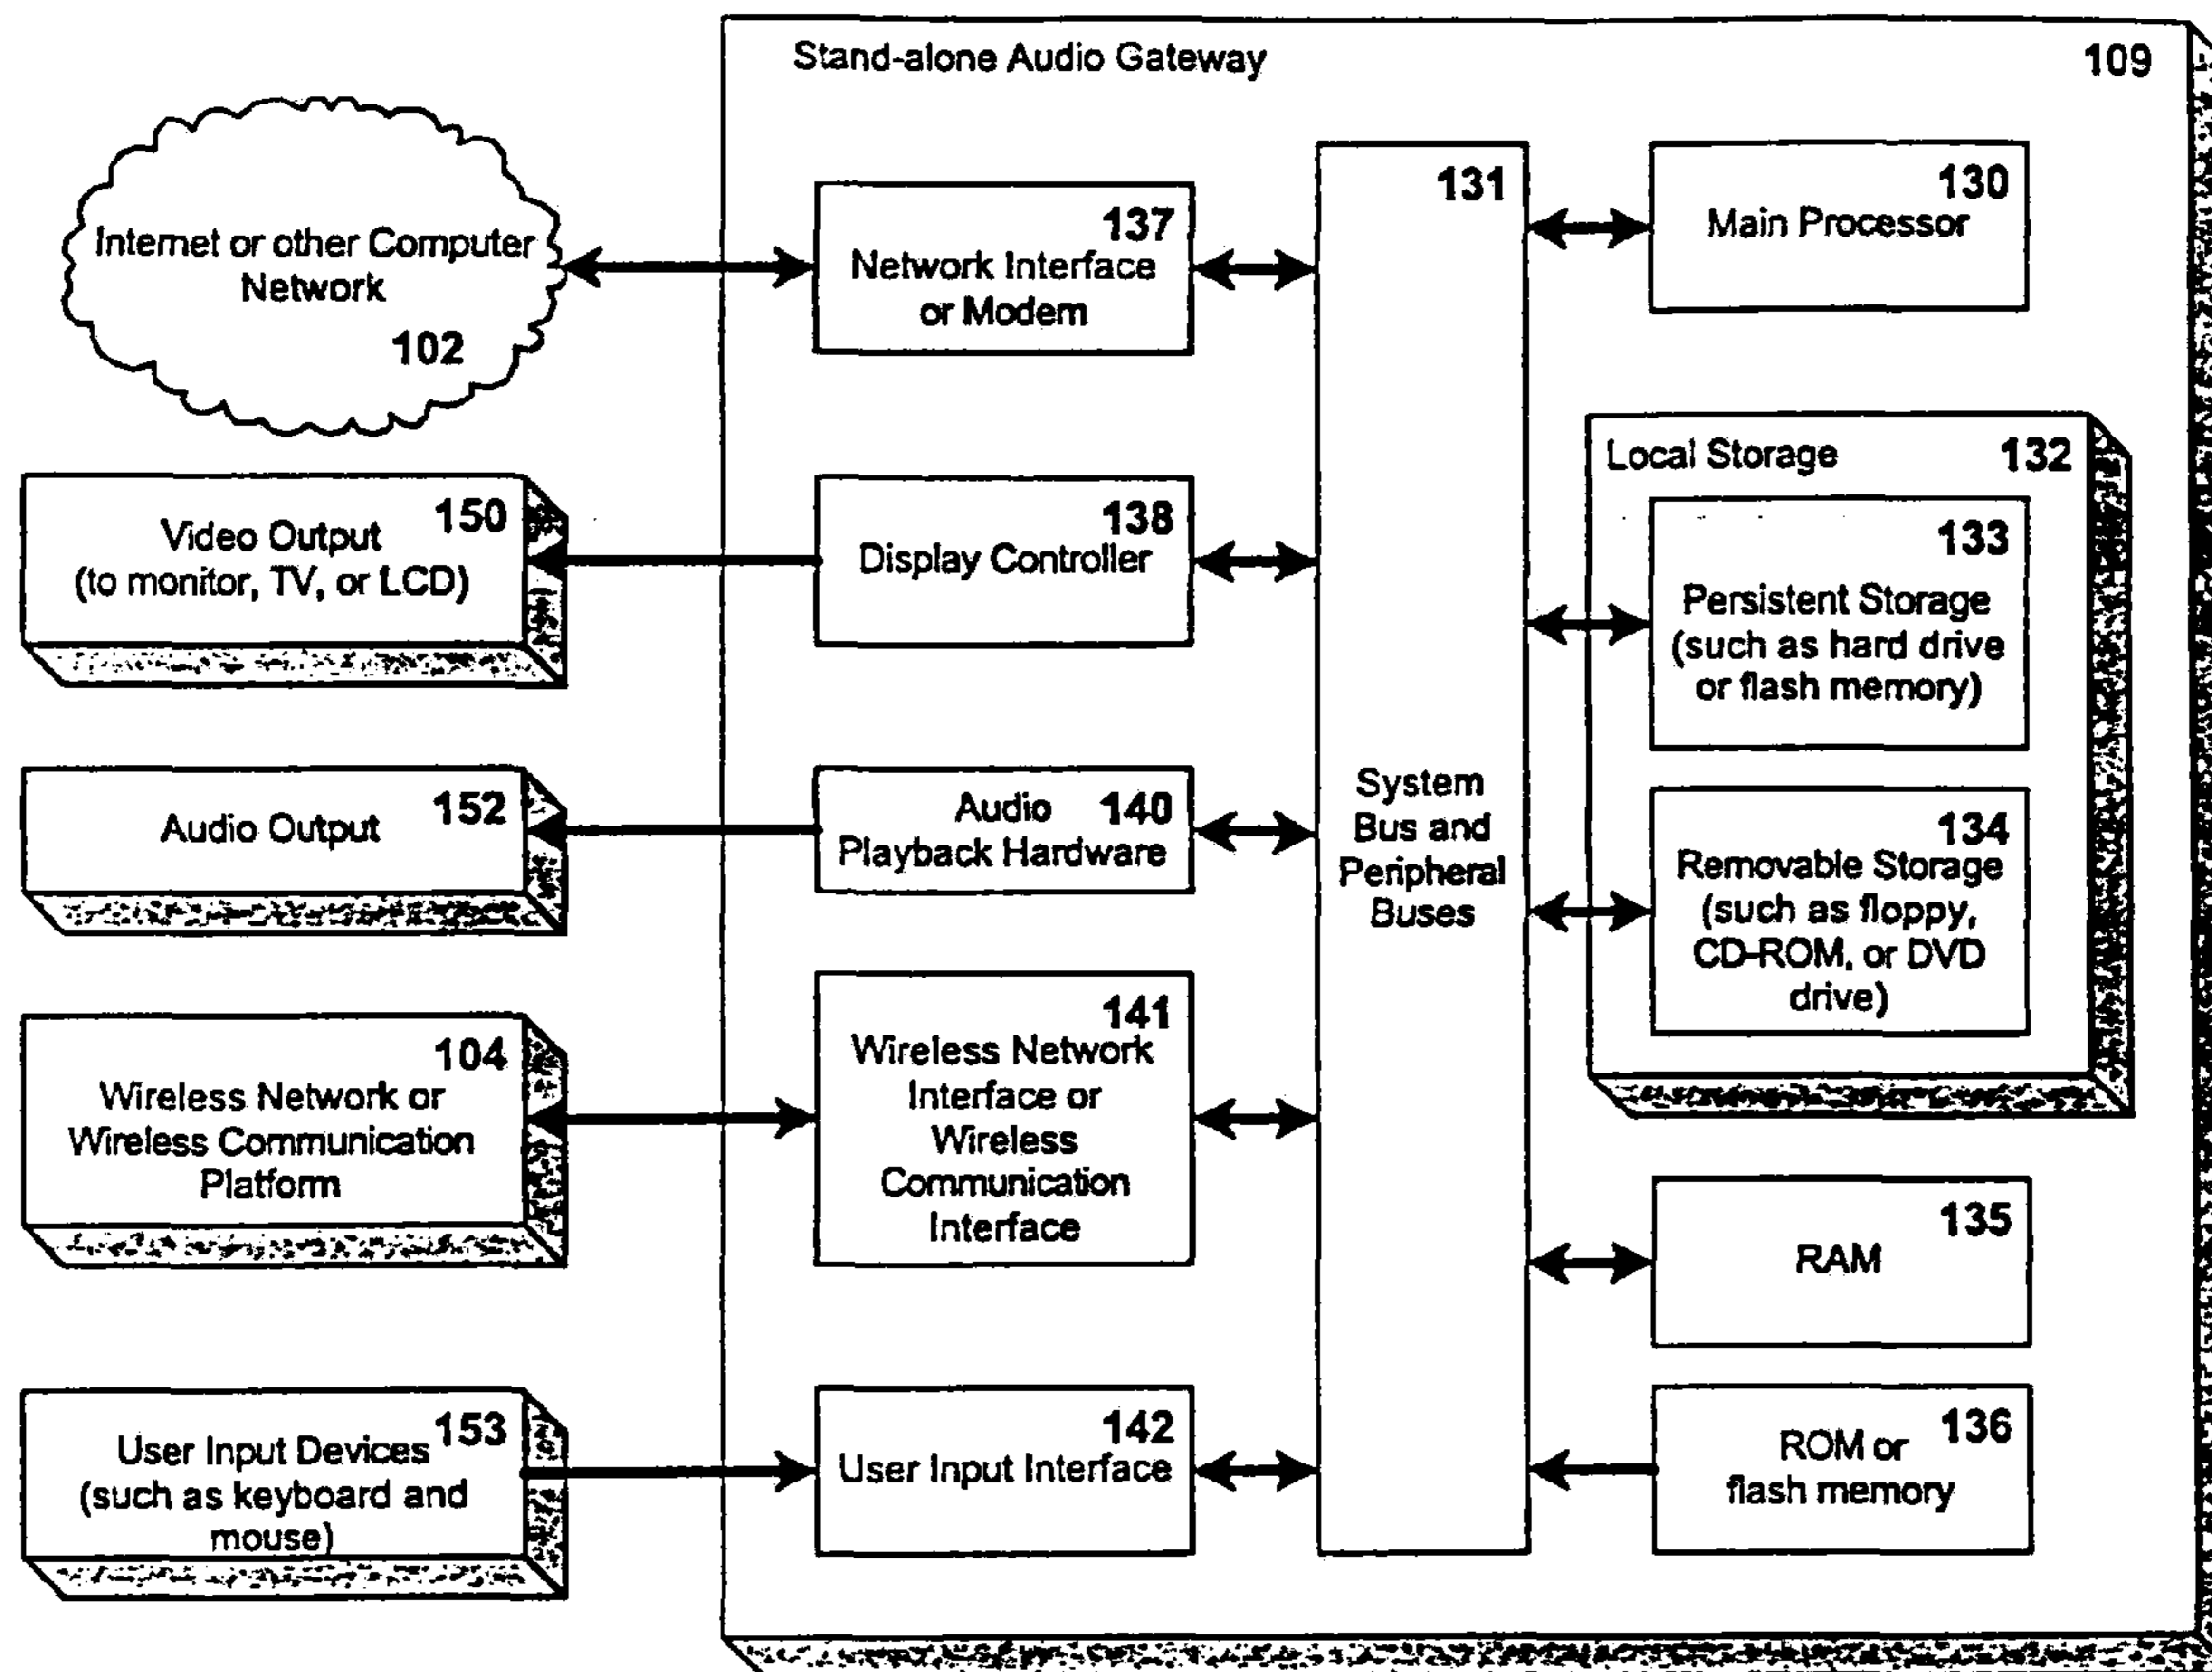 Stand-alone Audio Gateway
109
Internet or other Computer
Network
102
137
Network Interface
or Modem
131
System
Bus and
Peripheral
Buses
130
Main Processor
150
Video Output
(to monitor, TV, or LCD)
138
Display Controller
Local Storage
132
133
Persistent Storage
(such as hard drive
or flash memory)
134
Removable Storage
(such as floppy,
CD-ROM, or DVD
drive)
152
Audio Output
Audio 140
Playback Hardware
104
Wireless Network or
Wireless Communication
Platform
141
Wireless Network
Interface or
Wireless
Communication
Interface
135
RAM
153
User Input Devices
(such as keyboard and
mouse)
142
User Input Interface
136
ROM or
flash memory